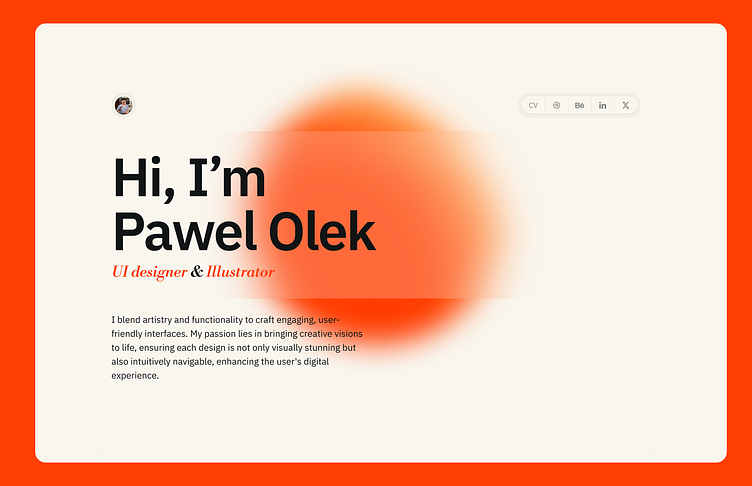 CV Bē in X
Hi, I’m
Pawel Olek
UI designer & Illustrator
I blend artistry and functionality to craft engaging, user-
friendly interfaces. My passion lies in bringing creative visions
to life, ensuring each design is not only visually stunning but
also intuitively navigable, enhancing the user's digital
experience.